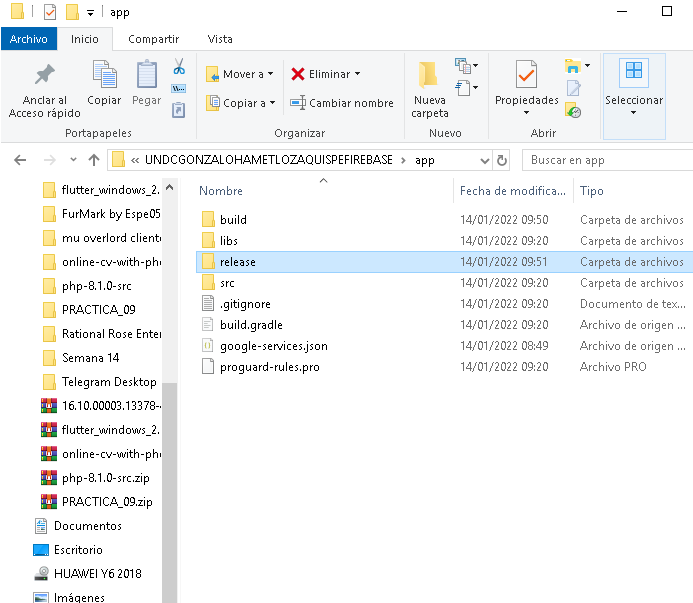 app
Archivo Inicio Compartir Vista
Anclar al Acceso rápido
Copiar
Pegar
Mover a
Copiar a
Eliminar
Cambiar nombre
Nueva carpeta
Propiedades
Seleccionar
Portapapeles Organizar Nuevo Abrir
« UNDCGONZALOHAMETLOZAQUISPEFIREBASE › app
Buscar en app
flutter_windows_2.
FurMark by Espe05
mu overlord cliente
online-cv-with-pho
php-8.1.0-src
PRACTICA_09
Rational Rose Enter
Semana 14
Telegram Desktop
16.10.00003.13378-
flutter_windows_2.
online-cv-with-pho
php-8.1.0-src.zip
PRACTICA_09.zip
Documentos
Escritorio
HUAWEI Y6 2018
Imágenes
Nombre Fecha de modifica... Tipo
build 14/01/2022 09:50 Carpeta de archivos
libs 14/01/2022 09:20 Carpeta de archivos
release 14/01/2022 09:51 Carpeta de archivos
src 14/01/2022 09:20 Carpeta de archivos
.gitignore 14/01/2022 09:20 Documento de tex...
build.gradle 14/01/2022 09:20 Archivo de origen ...
google-services.json 14/01/2022 08:49 Archivo de origen ...
proguard-rules.pro 14/01/2022 09:20 Archivo PRO